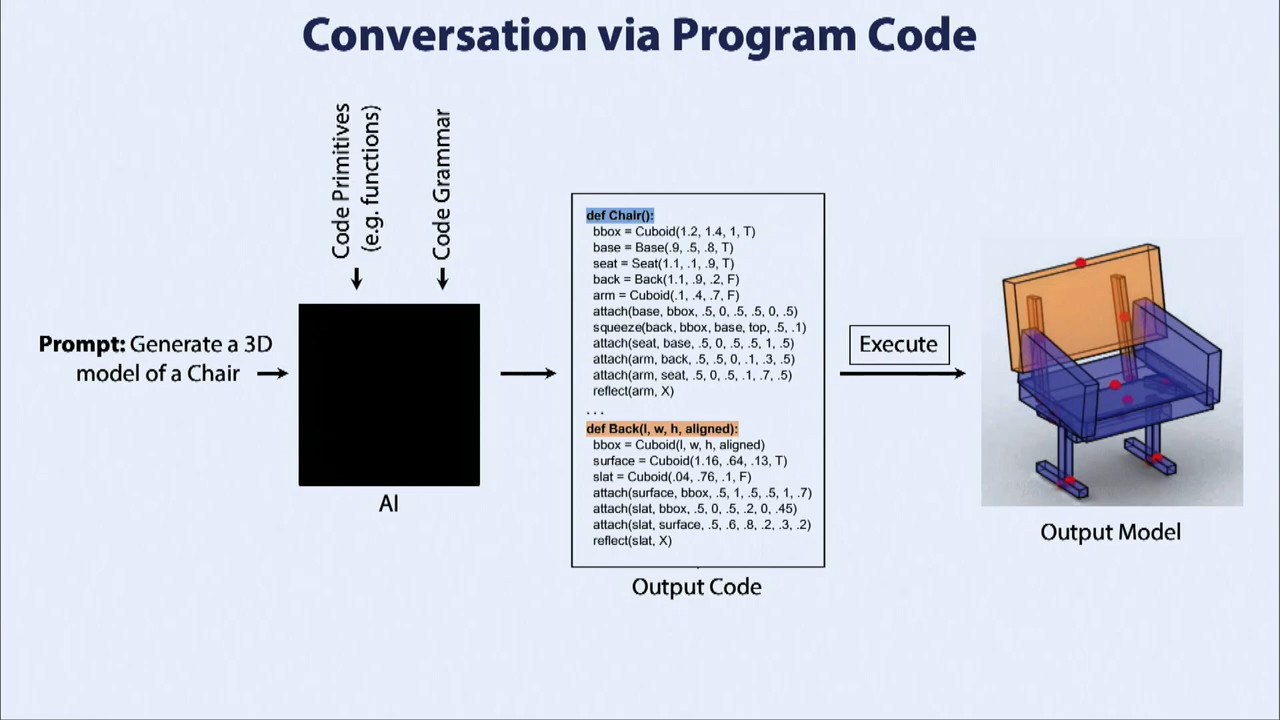 Conversation via Program Code
Code Primitives
(e.g. functions)
Code Grammar
Prompt: Generate a 3D
model of a Chair
AI
def Chair():
bbox = Cuboid(1.2, 1.4, 1, T)
base = Base(.9, .5, .8, T)
seat = Seat(1.1, .1, .9, T)
back = Back(1.1, .9, .2, F)
arm = Cuboid(.1, .4, .7, F)
attach(base, bbox, .5, 0, .5, .5, 0, .5)
squeeze(back, bbox, base, top, .5, .1)
attach(seat, base, .5, 0, .5, .5, 1, .5)
attach(arm, back, .5, .5, 0, .1, .3, .5)
attach(arm, seat, .5, 0, .5, .1, .7, .5)
reflect(arm, X)
. . .
def Back(l, w, h, aligned):
bbox = Cuboid(l, w, h, aligned)
surface = Cuboid(1.16, .64, .13, T)
slat = Cuboid(.04, .76, .1, F)
attach(surface, bbox, .5, 1, .5, .5, 1, .7)
attach(slat, bbox, .5, 0, .5, .2, 0, .45)
attach(slat, surface, .5, .6, .8, .2, .3, .2)
reflect(slat, X)
Output Code
Execute
Output Model